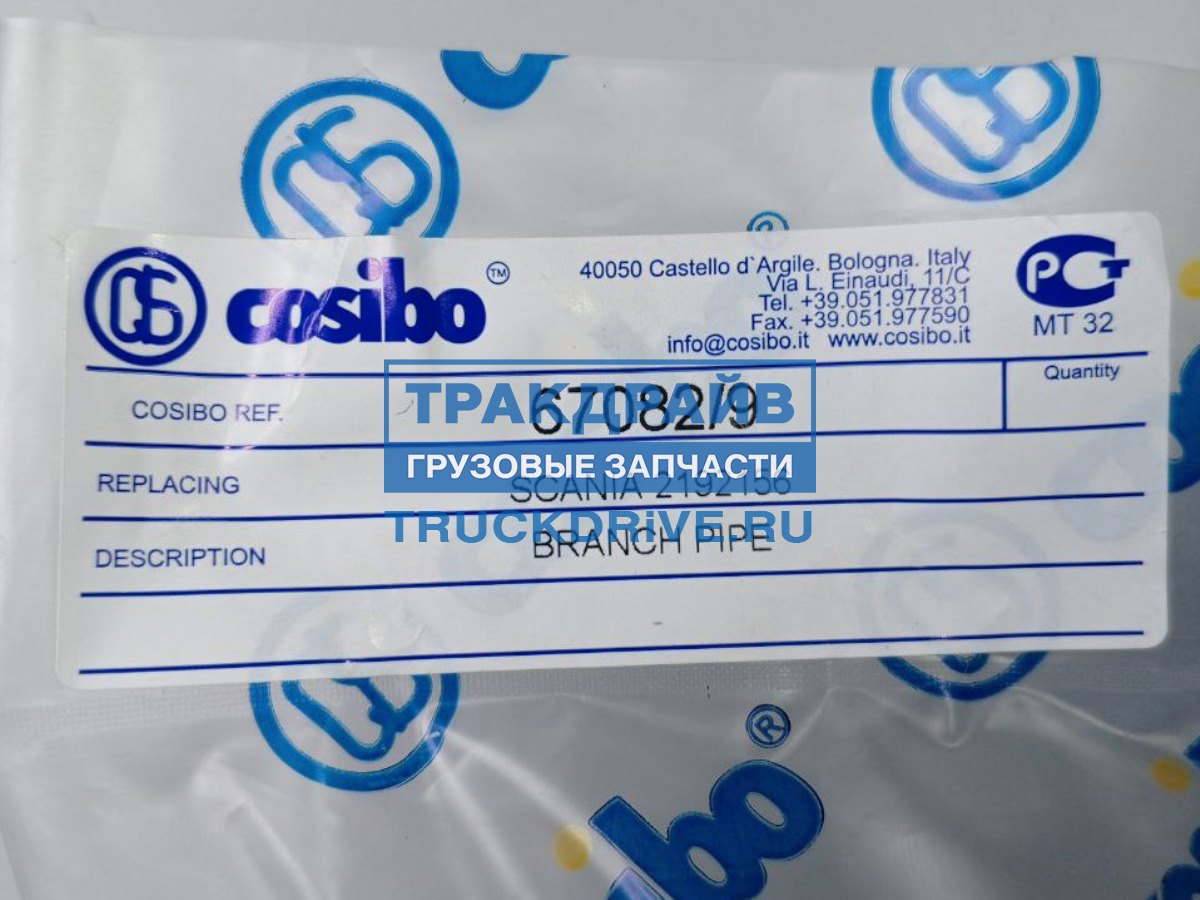 cosibo ™
40050 Castello d`Argile. Bologna. Italy
Via L. Einaudi, 11/C
Tel. +39.051.977831
Fax. +39.051.977590
info@cosibo.it www.cosibo.it
РСТ
MT 32
COSIBO REF. 67082/9 Quantity
REPLACING SCANIA 2192156
DESCRIPTION BRANCH PIPE
ТРАКДРАЙВ
ГРУЗОВЫЕ ЗАПЧАСТИ
TRUCKDRiVE.RU
®
bo